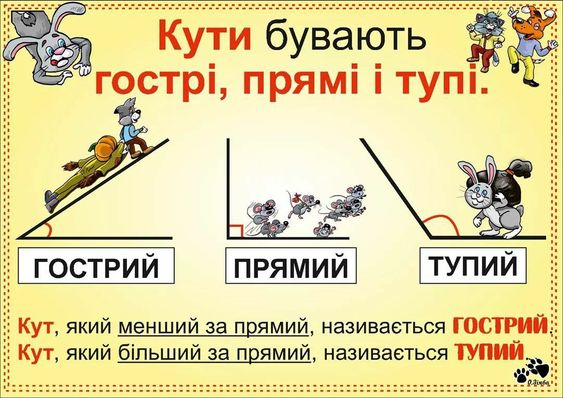 Кути бувають
гострі, прямі і тупі.
ГОСТРИЙ
ПРЯМИЙ
ТУПИЙ
Кут, який менший за прямий, називається ГОСТРИЙ.
Кут, який більший за прямий, називається ТУПИЙ.